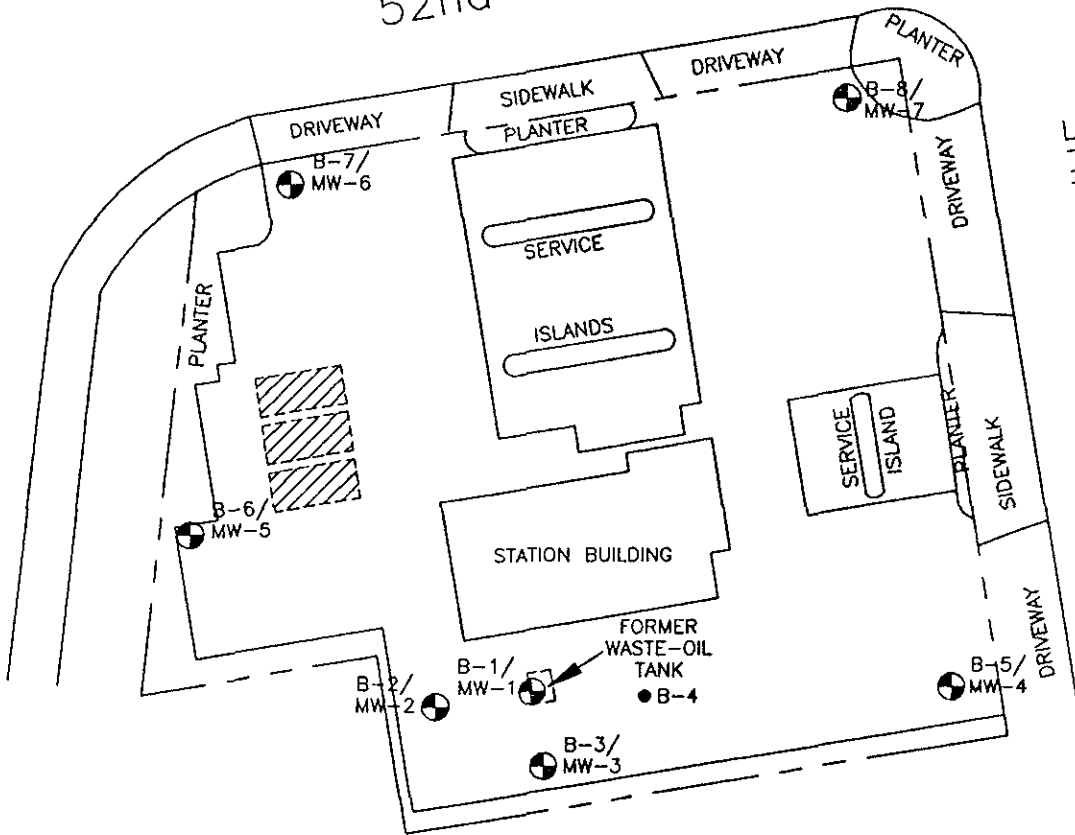 52nd
PLANTER
DRIVEWAY
SIDEWALK
DRIVEWAY
PLANTER
B-8/
MW-7
B-7/
MW-6
DRIVEWAY
SERVICE
PLANTER
ISLANDS
SERVICE
ISLAND
PLANTER
SIDEWALK
B-6/
MW-5
STATION BUILDING
FORMER
WASTE-OIL
TANK
DRIVEWAY
B-1/
MW-1
B-2/
MW-2
B-4
B-5/
MW-4
B-3/
MW-3